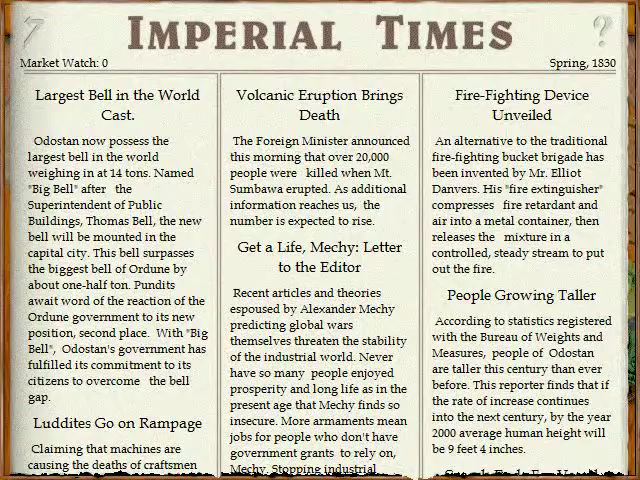 IMPERIAL TIMES
Market Watch: 0
Spring, 1830
Largest Bell in the World
Cast.
Odostan now possess the
largest bell in the world
weighing in at 14 tons. Named
"Big Bell" after the
Superintendent of Public
Buildings, Thomas Bell, the new
bell will be mounted in the
capital city. This bell surpasses
the biggest bell of Ordune by
about one-half ton. Pundits
await word of the reaction of the
Ordune government to its new
position, second place. With "Big
Bell", Odostan's government has
fulfilled its commitment to its
citizens to overcome the bell
gap.
Luddites Go on Rampage
Claiming that machines are
causing the deaths of craftsmen
Volcanic Eruption Brings
Death
The Foreign Minister announced
this morning that over 20,000
people were killed when Mt.
Sumbawa erupted. As additional
information reaches us, the
number is expected to rise.
Get a Life, Mechy: Letter
to the Editor
Recent articles and theories
espoused by Alexander Mechy
predicting global wars
themselves threaten the stability
of the industrial world. Never
have so many people enjoyed
prosperity and long life as in the
present age that Mechy finds so
insecure. More armaments mean
jobs for people who don't have
government grants to rely on,
Mechy. Stopping industrial
Fire-Fighting Device
Unveiled
An alternative to the traditional
fire-fighting bucket brigade has
been invented by Mr. Elliot
Danvers. His "fire extinguisher"
compresses fire retardant and
air into a metal container, then
releases the mixture in a
controlled, steady stream to put
out the fire.
People Growing Taller
According to statistics registered
with the Bureau of Weights and
Measures, people of Odostan
are taller this century than ever
before. This reporter finds that if
the rate of increase continues
into the next century, by the year
2000 average human height will
be 9 feet 4 inches.